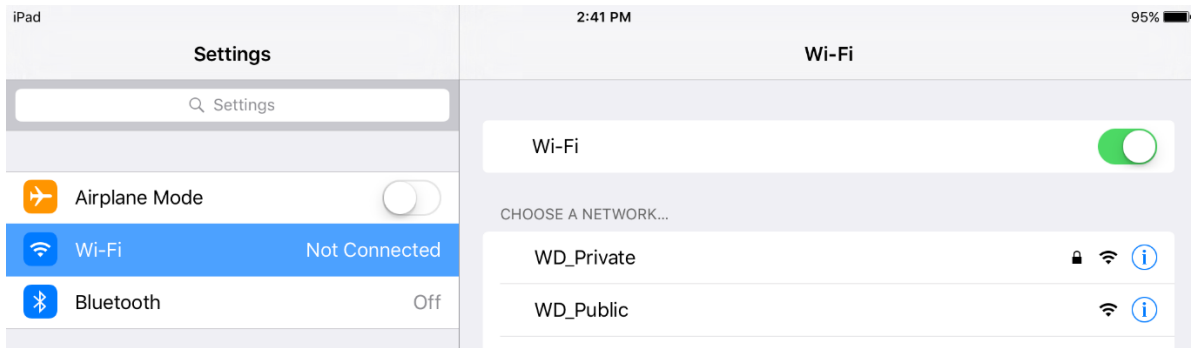 iPad 2:41 PM 95%
Settings
Wi-Fi
Settings
Airplane Mode
Wi-Fi Not Connected
Bluetooth Off
Wi-Fi
CHOOSE A NETWORK...
WD_Private
WD_Public